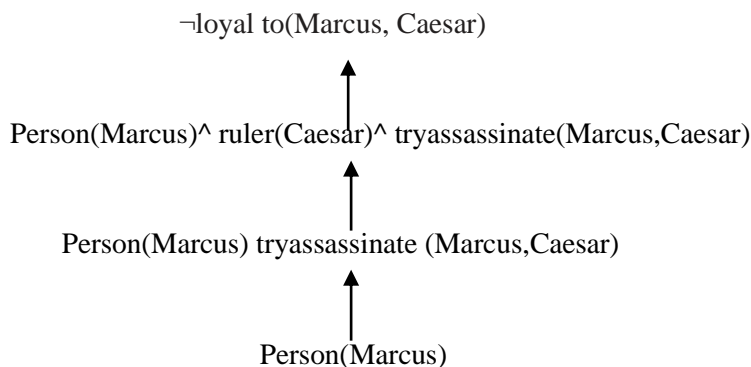 ¬loyal to(Marcus, Caesar)
Person(Marcus)^ ruler(Caesar)^ tryassassinate(Marcus,Caesar)
Person(Marcus) tryassassinate (Marcus,Caesar)
Person(Marcus)